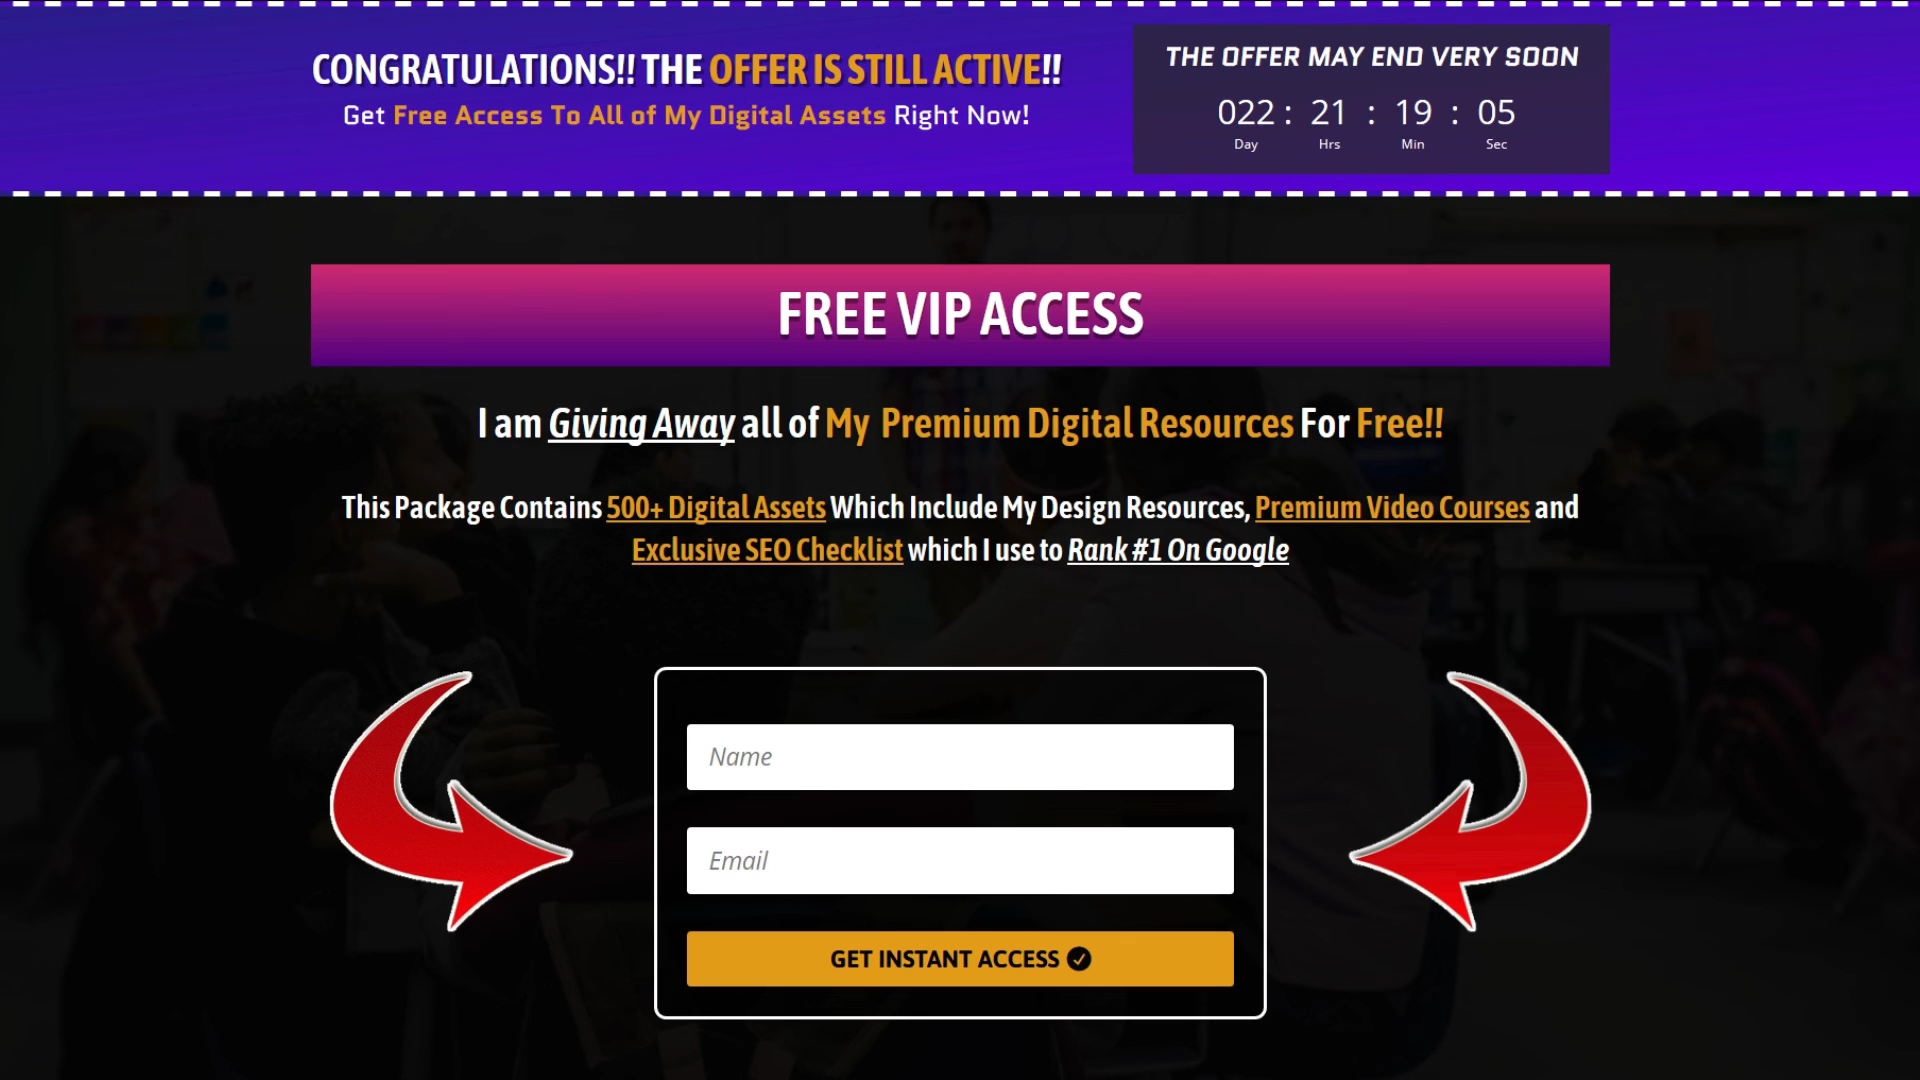 CONGRATULATIONS!! THE OFFER IS STILL ACTIVE!!
Get Free Access To All of My Digital Assets Right Now!
THE OFFER MAY END VERY SOON
022 : 21 : 19 : 05
Day Hrs Min Sec
FREE VIP ACCESS
I am Giving Away all of My Premium Digital Resources For Free!!
This Package Contains 500+ Digital Assets Which Include My Design Resources, Premium Video Courses and
Exclusive SEO Checklist which I use to Rank #1 On Google
Name
Email
GET INSTANT ACCESS